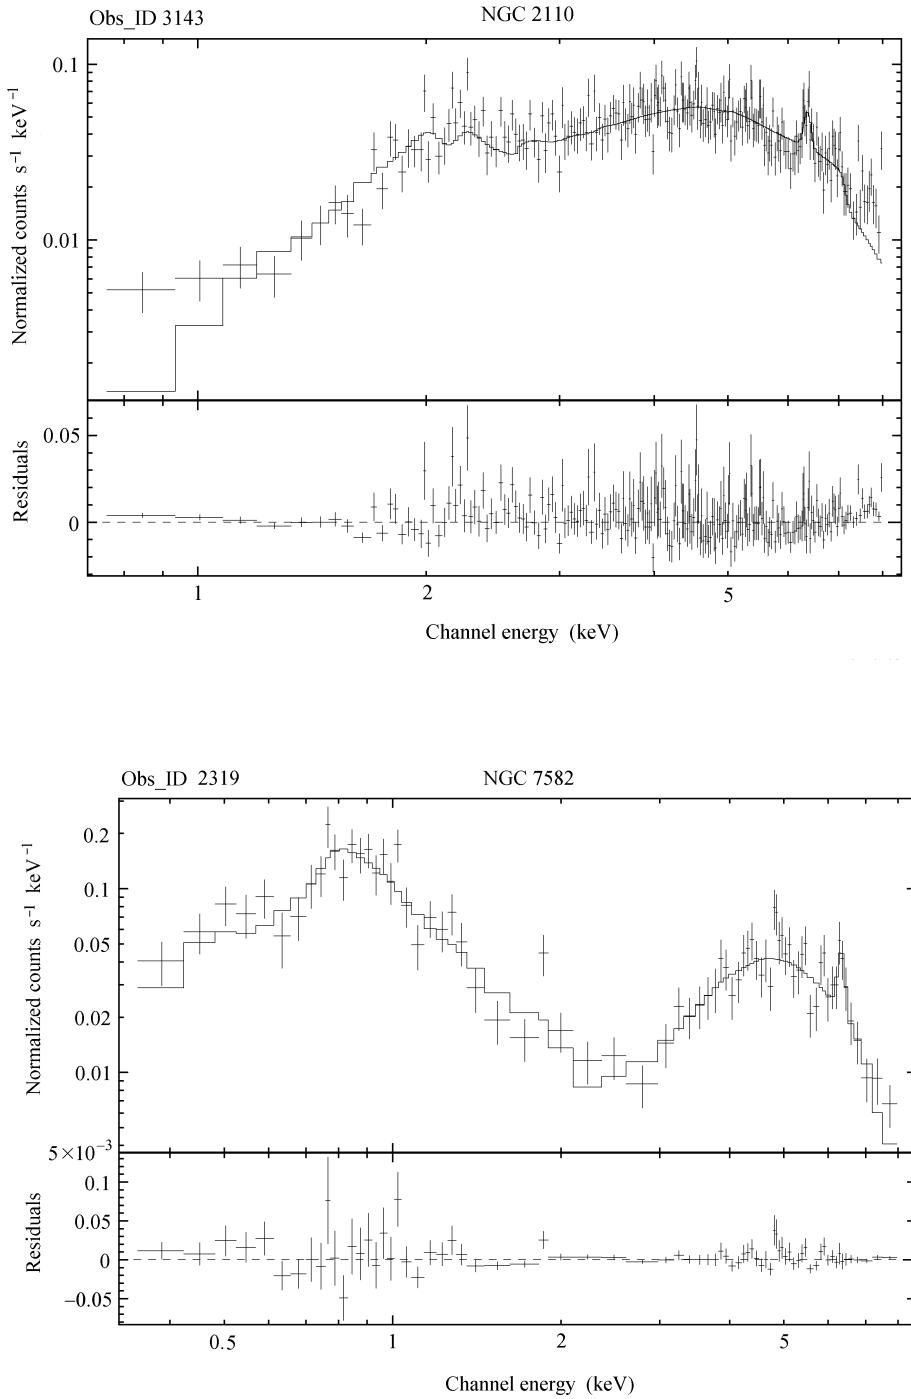 Obs_ID 3143 NGC 2110
0.1
0.01
Normalized counts s⁻¹ keV⁻¹
0.05
0
Residuals
1 2 5
Channel energy (keV)
Obs_ID 2319 NGC 7582
0.2
0.1
0.05
0.02
0.01
5×10⁻³
Normalized counts s⁻¹ keV⁻¹
0.1
0.05
0
−0.05
Residuals
0.5 1 2 5
Channel energy (keV)